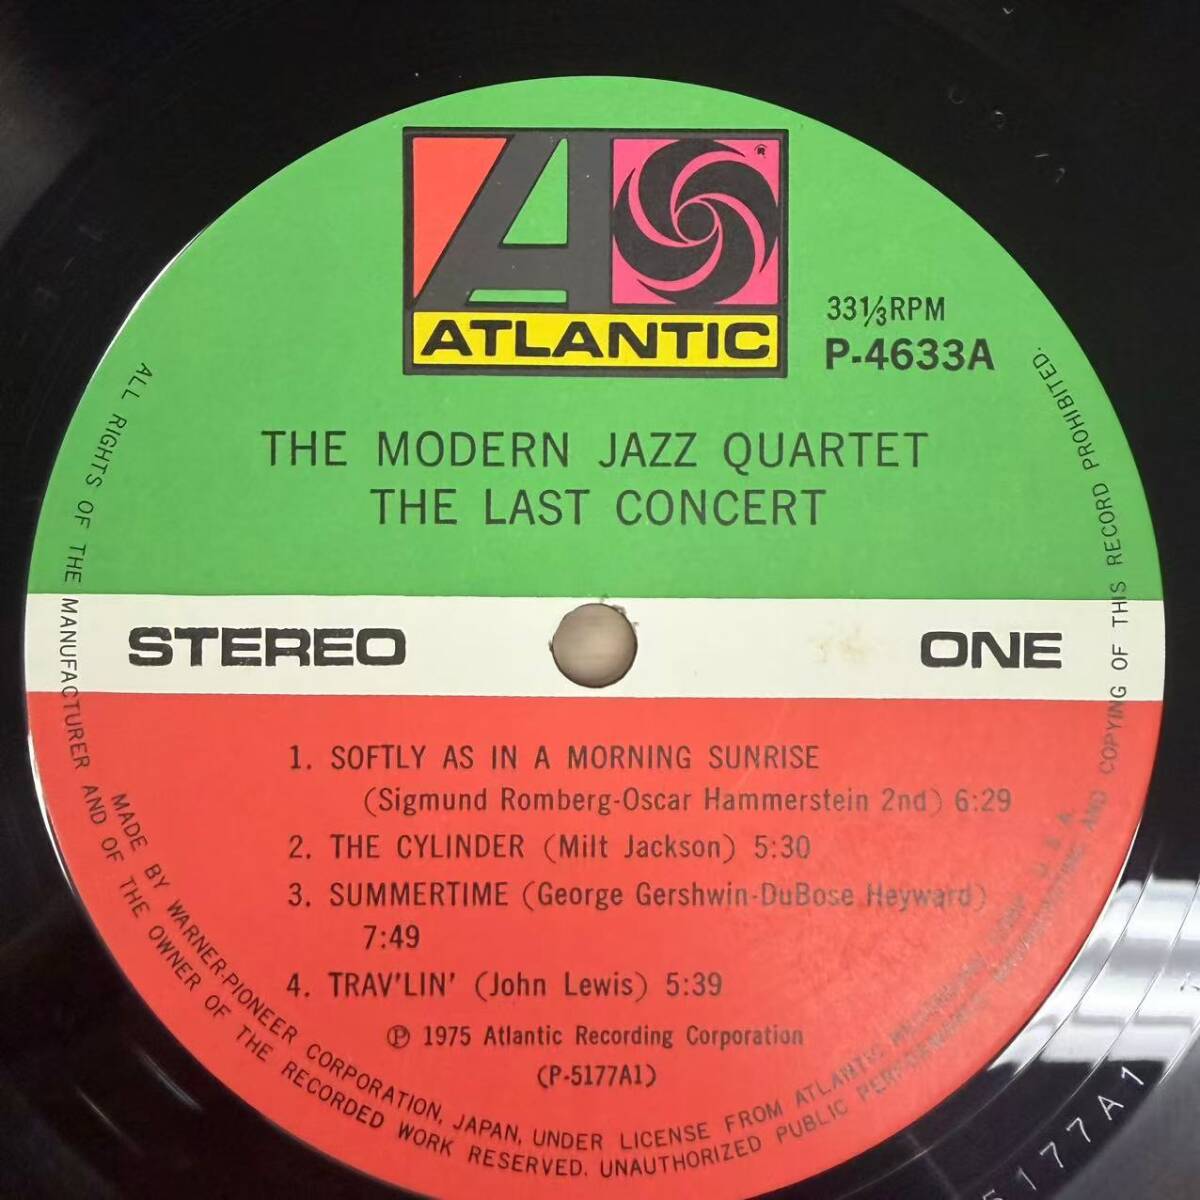 ATLANTIC
®
33⅓RPM
P-4633A
THE MODERN JAZZ QUARTET
THE LAST CONCERT
STEREO
ONE
1. SOFTLY AS IN A MORNING SUNRISE
(Sigmund Romberg-Oscar Hammerstein 2nd) 6:29
2. THE CYLINDER (Milt Jackson) 5:30
3. SUMMERTIME (George Gershwin-DuBose Heyward)
7:49
4. TRAV'LIN' (John Lewis) 5:39
℗ 1975 Atlantic Recording Corporation
(P-5177A1)
MADE BY WARNER-PIONEER CORPORATION, JAPAN, UNDER LICENSE FROM ATLANTIC RECORDING CORP. U.S.A.
ALL RIGHTS OF THE MANUFACTURER AND OF THE OWNER OF THE RECORDED WORK RESERVED. UNAUTHORIZED PUBLIC PERFORMANCE BROADCASTING AND COPYING OF THIS RECORD PROHIBITED.
5177A1